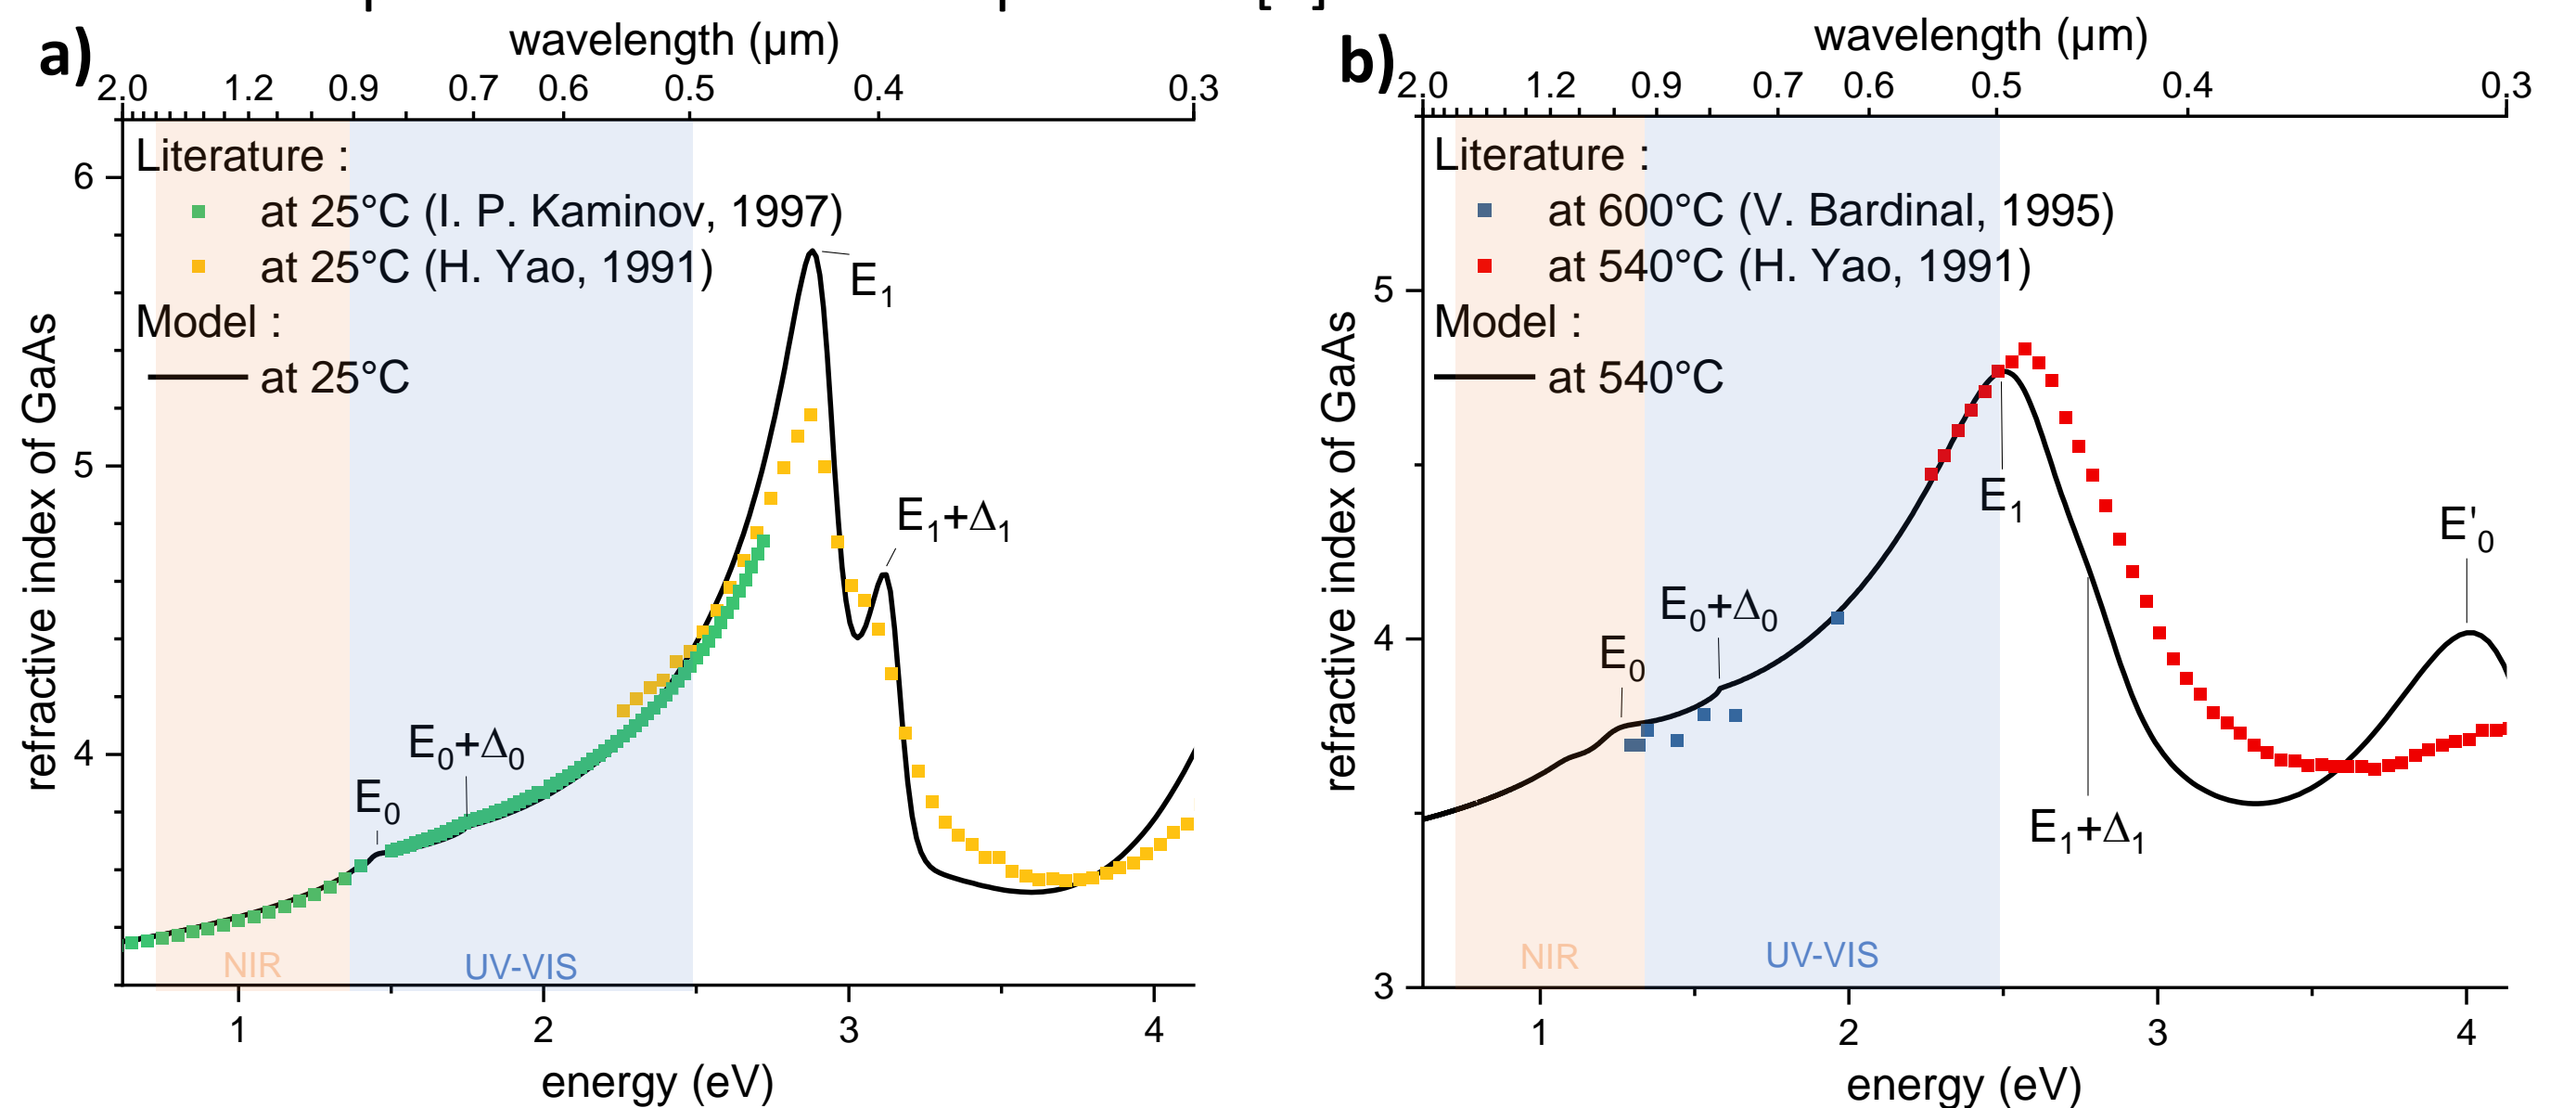 a)
wavelength (µm)
2.0 1.2 0.9 0.7 0.6 0.5 0.4 0.3
Literature :
at 25°C (I. P. Kaminov, 1997)
at 25°C (H. Yao, 1991)
Model :
at 25°C
E1
E1+Δ1
E0+Δ0
E0
6
5
4
refractive index of GaAs
NIR
UV-VIS
1 2 3 4
energy (eV)
b)
wavelength (µm)
2.0 1.2 0.9 0.7 0.6 0.5 0.4 0.3
Literature :
at 600°C (V. Bardinal, 1995)
at 540°C (H. Yao, 1991)
Model :
at 540°C
E1
E'0
E0+Δ0
E0
E1+Δ1
5
4
3
refractive index of GaAs
NIR
UV-VIS
1 2 3 4
energy (eV)